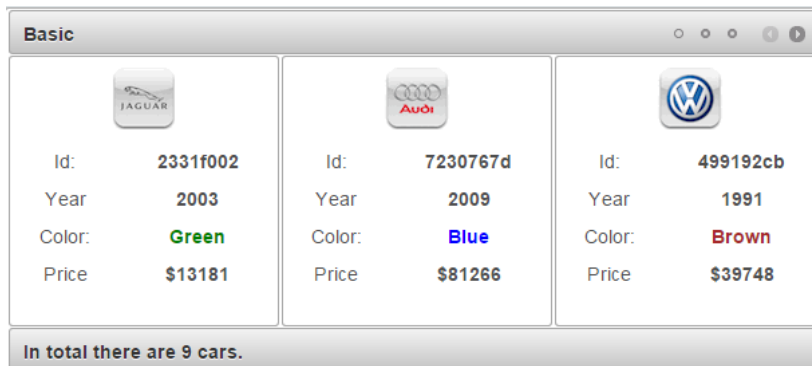 Basic
JAGUAR
Audi
Id: 2331f002
Year 2003
Color: Green
Price $13181
Id: 7230767d
Year 2009
Color: Blue
Price $81266
Id: 499192cb
Year 1991
Color: Brown
Price $39748
In total there are 9 cars.